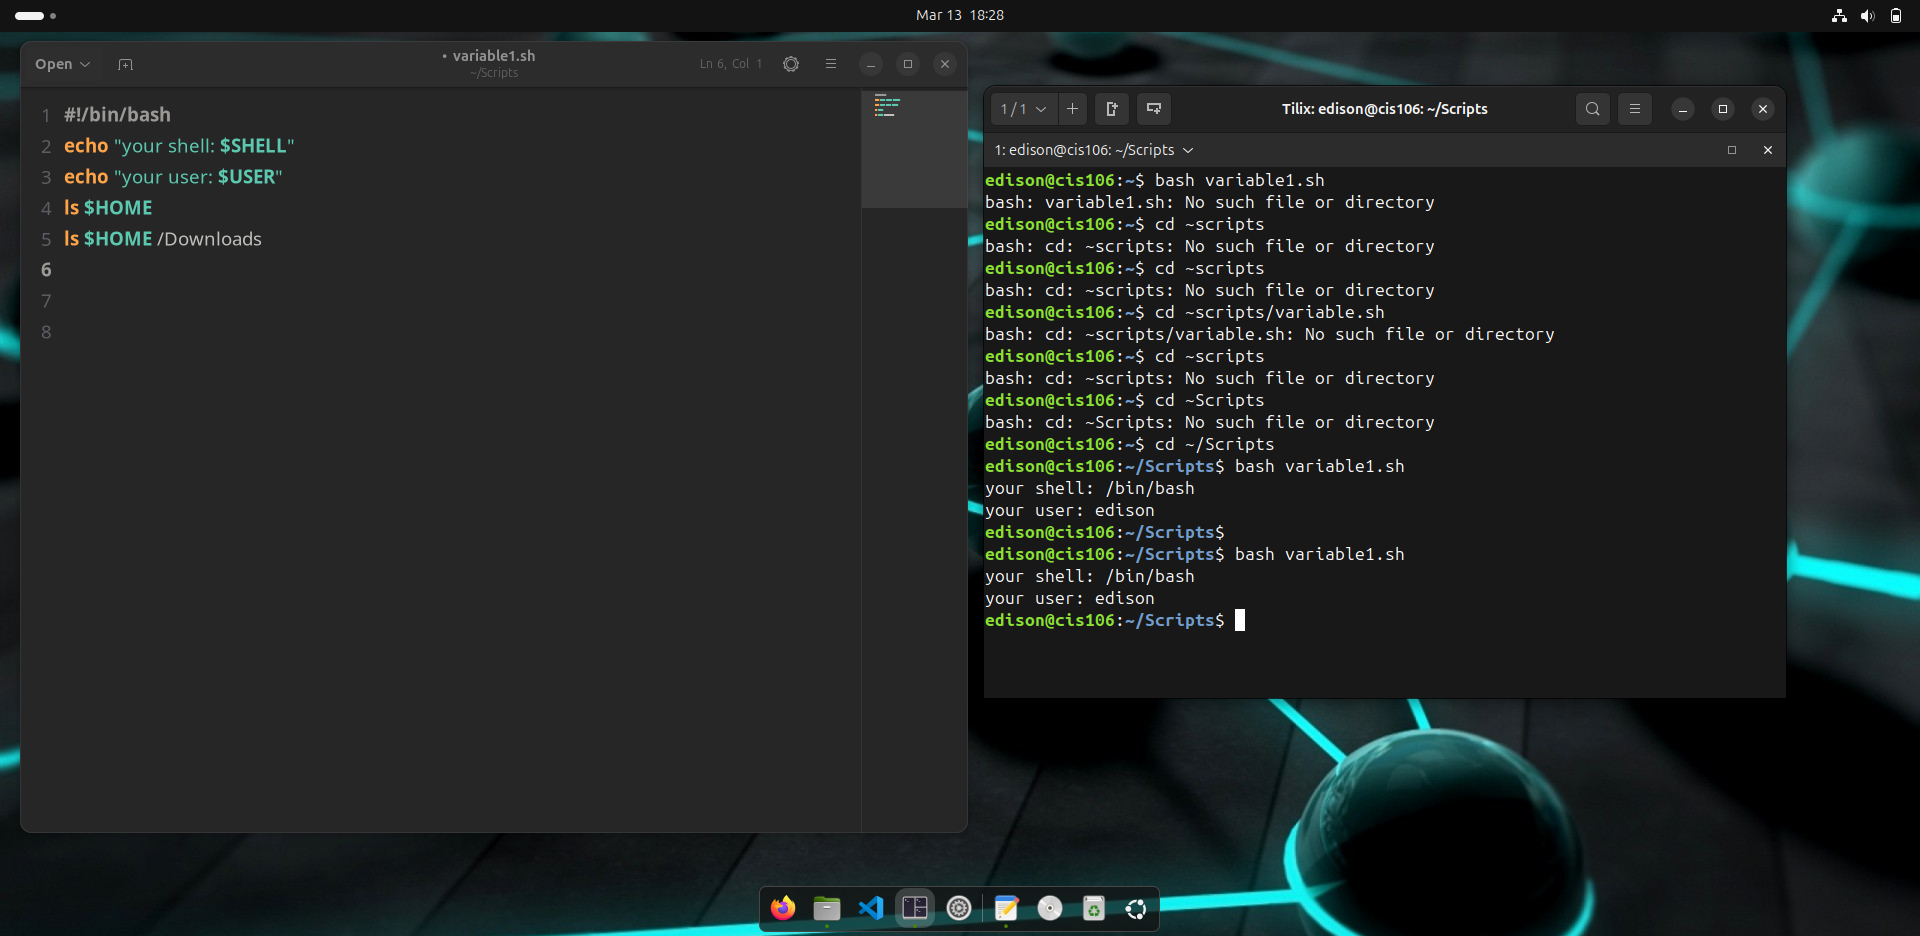 Mar 13 18:28
Open
• variable1.sh
~/Scripts
Ln 6, Col 1
1 #!/bin/bash
2 echo "your shell: $SHELL"
3 echo "your user: $USER"
4 ls $HOME
5 ls $HOME /Downloads
6
7
8
1 / 1
Tilix: edison@cis106: ~/Scripts
1: edison@cis106: ~/Scripts
edison@cis106:~$ bash variable1.sh
bash: variable1.sh: No such file or directory
edison@cis106:~$ cd ~scripts
bash: cd: ~scripts: No such file or directory
edison@cis106:~$ cd ~scripts
bash: cd: ~scripts: No such file or directory
edison@cis106:~$ cd ~scripts/variable.sh
bash: cd: ~scripts/variable.sh: No such file or directory
edison@cis106:~$ cd ~scripts
bash: cd: ~scripts: No such file or directory
edison@cis106:~$ cd ~Scripts
bash: cd: ~Scripts: No such file or directory
edison@cis106:~$ cd ~/Scripts
edison@cis106:~/Scripts$ bash variable1.sh
your shell: /bin/bash
your user: edison
edison@cis106:~/Scripts$
edison@cis106:~/Scripts$ bash variable1.sh
your shell: /bin/bash
your user: edison
edison@cis106:~/Scripts$